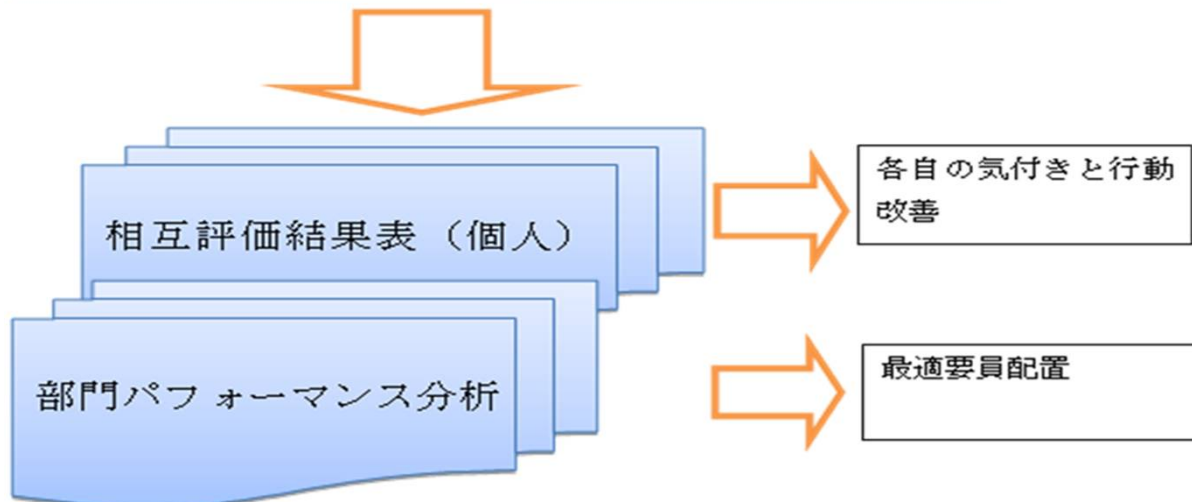 相互評価結果表（個人）
各自の気付きと行動
改善
部門パフォーマンス分析
最適要員配置